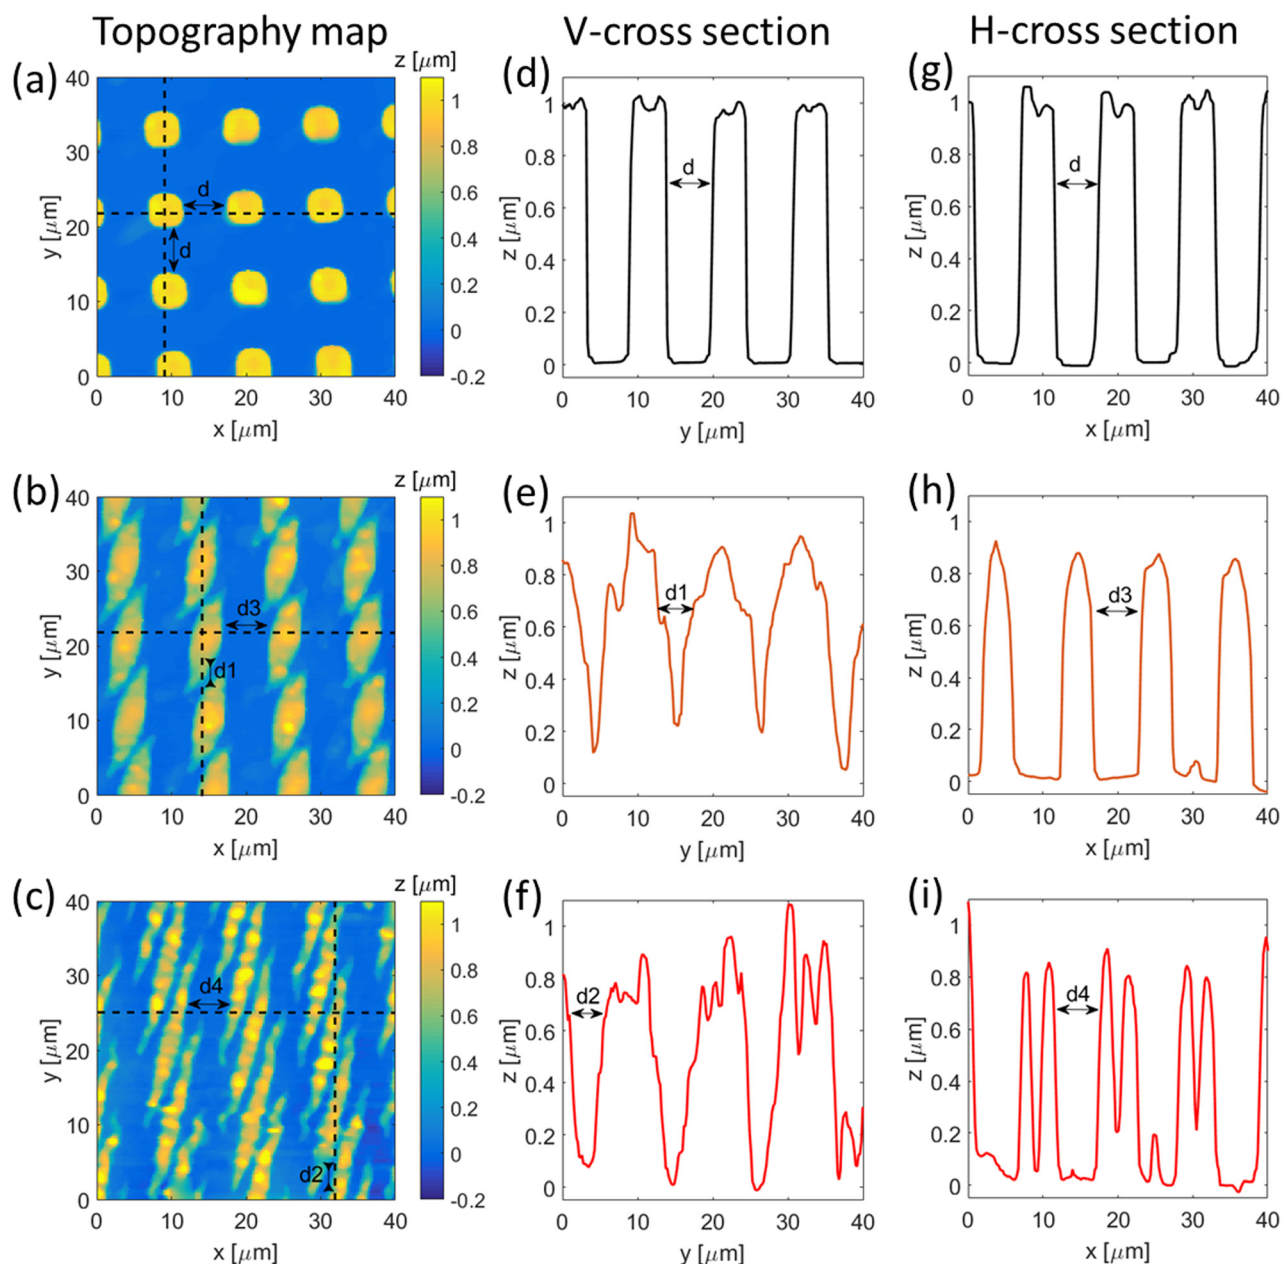 Topography map
V-cross section
H-cross section
(a)
z [μm]
40
30
20
10
0
y [μm]
d
d
0 10 20 30 40
x [μm]
1
0.8
0.6
0.4
0.2
0
-0.2
(d)
1
0.8
0.6
0.4
0.2
0
z [μm]
d
0 10 20 30 40
y [μm]
(g)
1
0.8
0.6
0.4
0.2
0
z [μm]
d
0 10 20 30 40
x [μm]
(b)
z [μm]
40
30
20
10
0
y [μm]
d3
d1
0 10 20 30 40
x [μm]
1
0.8
0.6
0.4
0.2
0
-0.2
(e)
1
0.8
0.6
0.4
0.2
0
z [μm]
d1
0 10 20 30 40
y [μm]
(h)
1
0.8
0.6
0.4
0.2
0
z [μm]
d3
0 10 20 30 40
x [μm]
(c)
z [μm]
40
30
20
10
0
y [μm]
d4
d2
0 10 20 30 40
x [μm]
1
0.8
0.6
0.4
0.2
0
-0.2
(f)
1
0.8
0.6
0.4
0.2
0
z [μm]
d2
0 10 20 30 40
y [μm]
(i)
1
0.8
0.6
0.4
0.2
0
z [μm]
d4
0 10 20 30 40
x [μm]